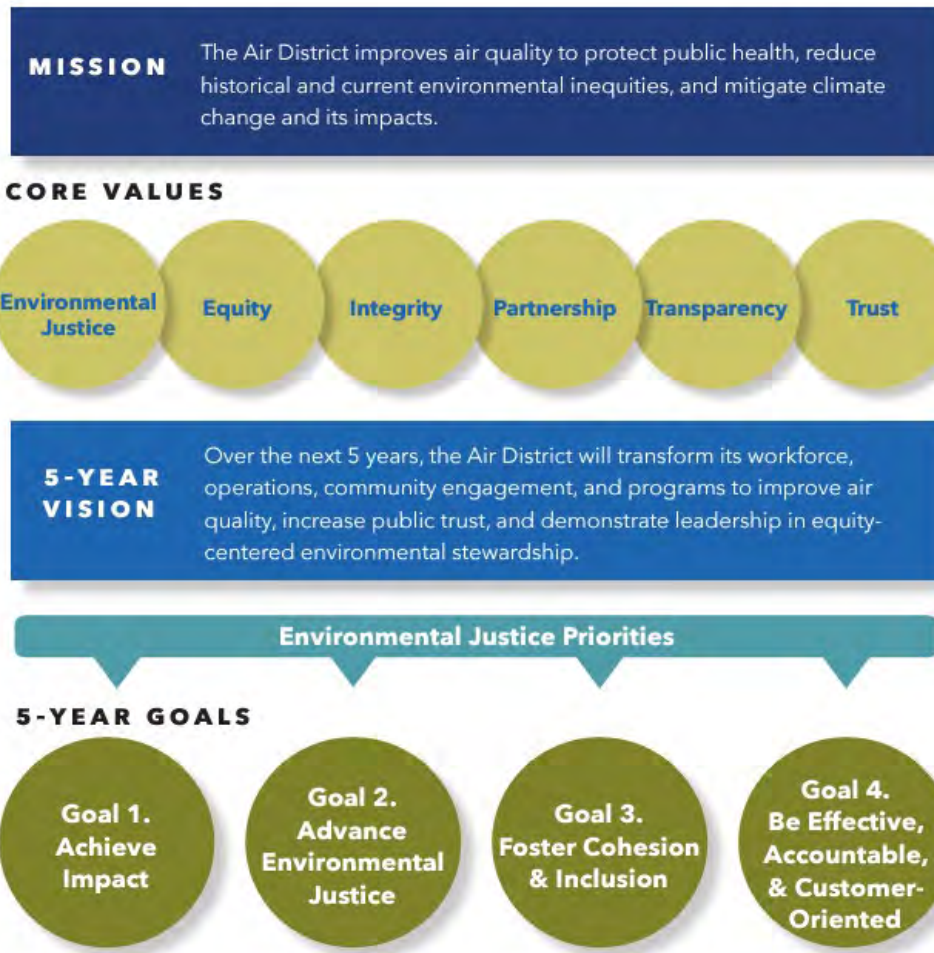 MISSION
The Air District improves air quality to protect public health, reduce
historical and current environmental inequities, and mitigate climate
change and its impacts.
CORE VALUES
Environmental
Justice
Equity
Integrity
Partnership
Transparency
Trust
5-YEAR
VISION
Over the next 5 years, the Air District will transform its workforce,
operations, community engagement, and programs to improve air
quality, increase public trust, and demonstrate leadership in equity-
centered environmental stewardship.
Environmental Justice Priorities
5-YEAR GOALS
Goal 1.
Achieve
Impact
Goal 2.
Advance
Environmental
Justice
Goal 3.
Foster Cohesion
& Inclusion
Goal 4.
Be Effective,
Accountable,
& Customer-
Oriented